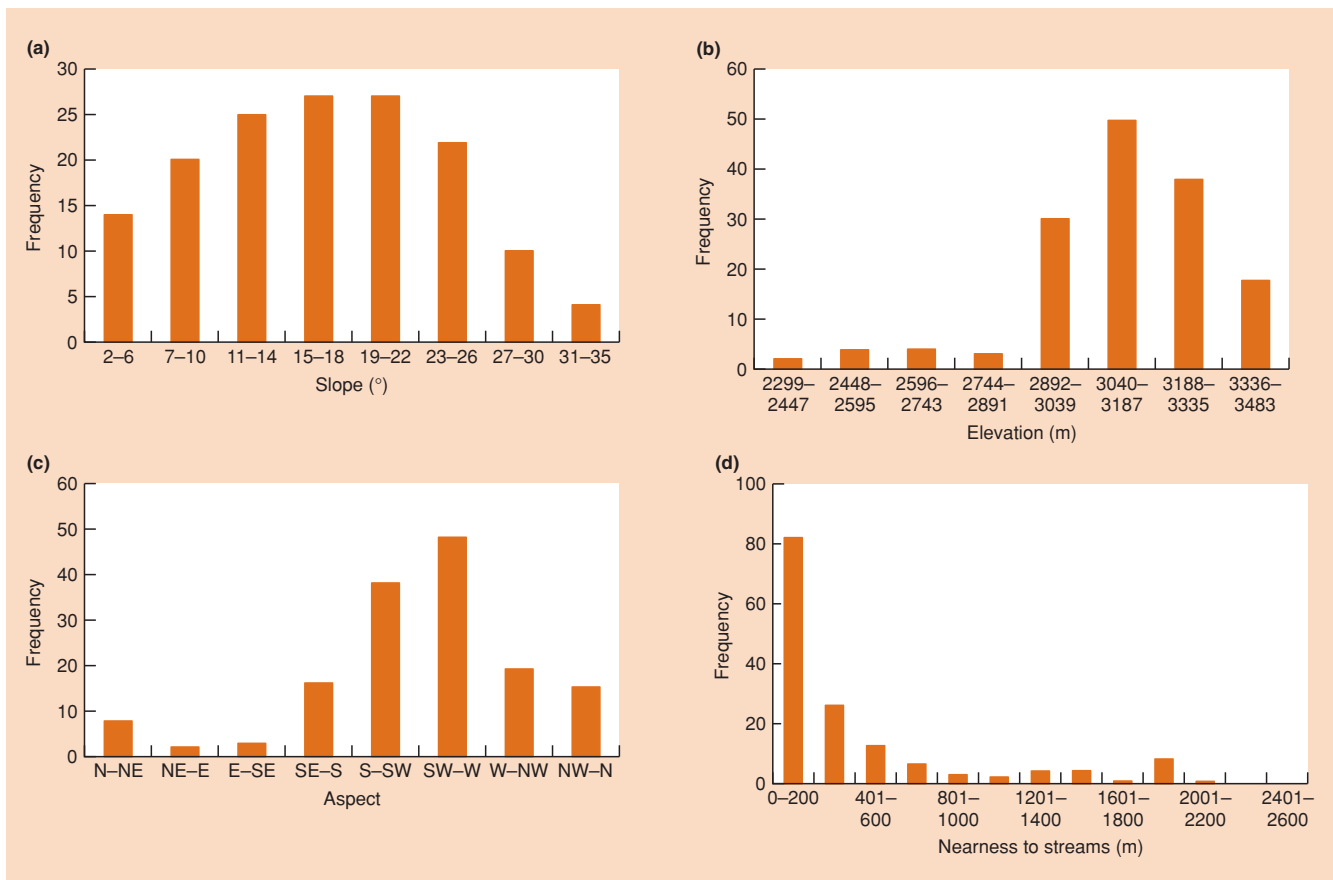 (a)
30
25
20
15
10
5
0
Frequency
2–6 7–10 11–14 15–18 19–22 23–26 27–30 31–35
Slope (°)
(b)
60
50
40
30
20
10
0
Frequency
2299– 2448– 2596– 2744– 2892– 3040– 3188– 3336–
2447 2595 2743 2891 3039 3187 3335 3483
Elevation (m)
(c)
60
50
40
30
20
10
0
Frequency
N–NE NE–E E–SE SE–S S–SW SW–W W–NW NW–N
Aspect
(d)
100
80
60
40
20
0
Frequency
0–200 401– 801– 1201– 1601– 2001– 2401–
600 1000 1400 1800 2200 2600
Nearness to streams (m)